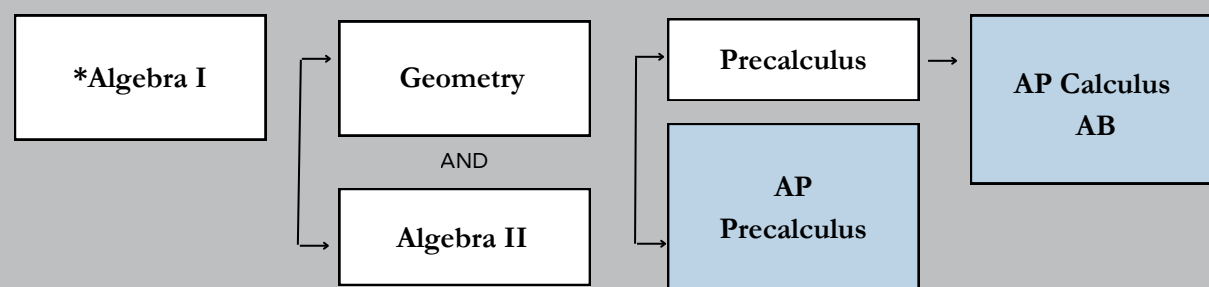 *Algebra I
Geometry
AND
Algebra II
Precalculus
AP
Precalculus
AP Calculus
AB